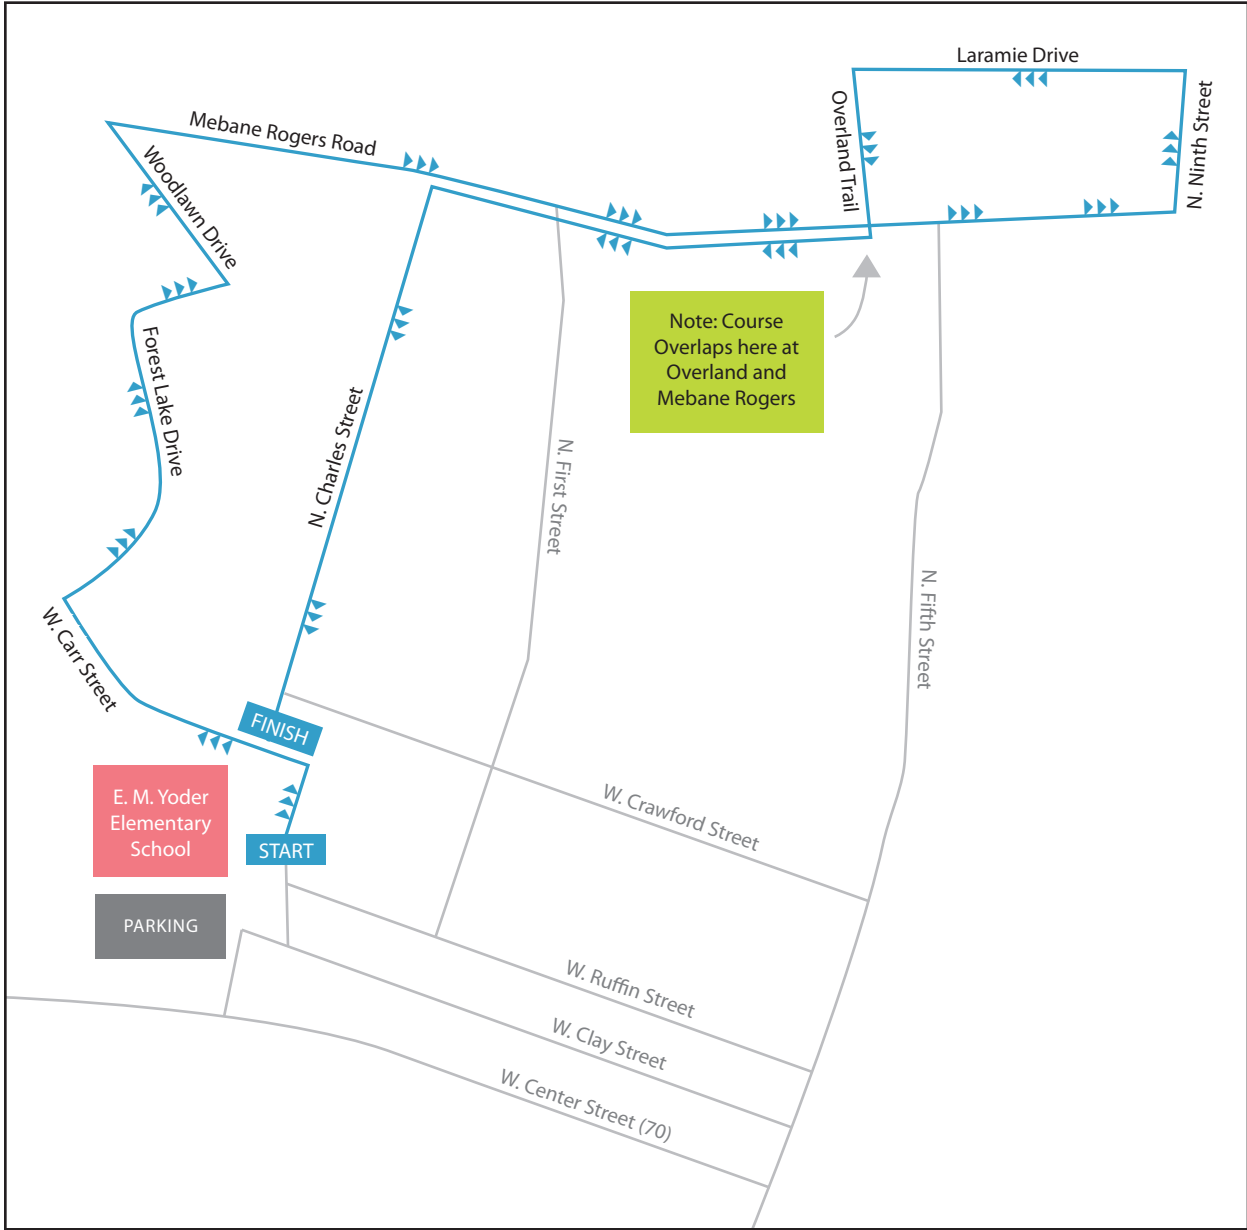 Laramie Drive
Overland Trail
N. Ninth Street
Mebane Rogers Road
Woodlawn Drive
Note: Course
Overlaps here at
Overland and
Mebane Rogers
Forest Lake Drive
N. Charles Street
N. First Street
N. Fifth Street
W. Carr Street
FINISH
E. M. Yoder
Elementary
School
START
W. Crawford Street
PARKING
W. Ruffin Street
W. Clay Street
W. Center Street (70)